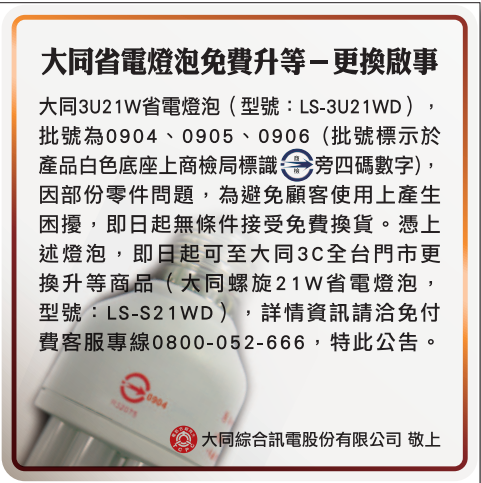 大同省電燈泡免費升等－更換啟事
大同3U21W省電燈泡（型號：LS-3U21WD），
批號為0904、0905、0906（批號標示於
產品白色底座上商檢局標識旁四碼數字），
因部份零件問題，為避免顧客使用上產生
困擾，即日起無條件接受免費換貨。憑上
述燈泡，即日起可至大同3C全台門市更
換升等商品（大同螺旋21W省電燈泡，
型號：LS-S21WD），詳情資訊請洽免付
費客服專線0800-052-666，特此公告。
0904
大同綜合訊電股份有限公司 敬上